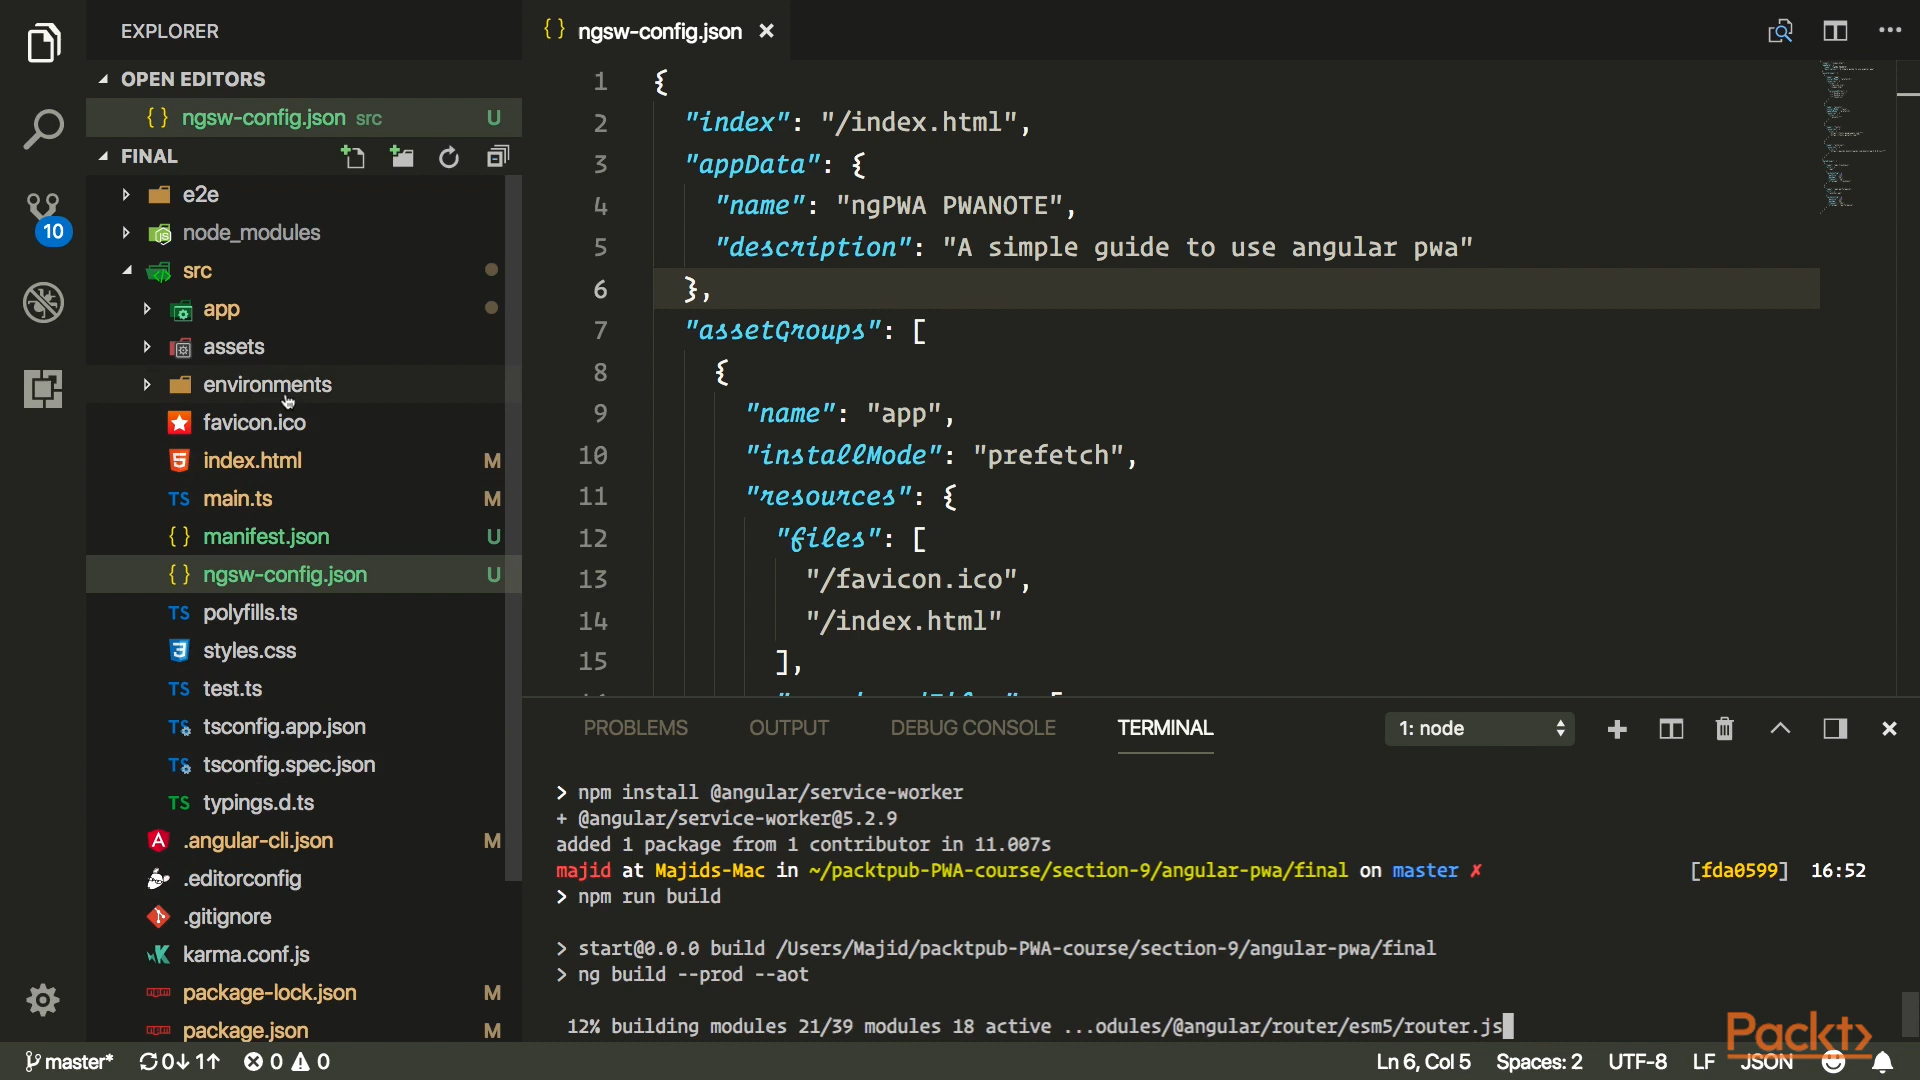 EXPLORER
OPEN EDITORS
{ } ngsw-config.json src U
FINAL
e2e
node_modules
src
app
assets
environments
favicon.ico
index.html M
TS main.ts M
{ } manifest.json U
{ } ngsw-config.json U
TS polyfills.ts
styles.css
TS test.ts
TS tsconfig.app.json
TS tsconfig.spec.json
TS typings.d.ts
.angular-cli.json M
.editorconfig
.gitignore
karma.conf.js
package-lock.json M
package.json M
10
{ } ngsw-config.json ×
1 {
2 "index": "/index.html",
3 "appData": {
4 "name": "ngPWA PWANOTE",
5 "description": "A simple guide to use angular pwa"
6 },
7 "assetGroups": [
8 {
9 "name": "app",
10 "installMode": "prefetch",
11 "resources": {
12 "files": [
13 "/favicon.ico",
14 "/index.html"
15 ],
PROBLEMS OUTPUT DEBUG CONSOLE TERMINAL 1: node
> npm install @angular/service-worker
+ @angular/service-worker@5.2.9
added 1 package from 1 contributor in 11.007s
majid at Majids-Mac in ~/packtpub-PWA-course/section-9/angular-pwa/final on master ✗ [fda0599] 16:52
> npm run build
> start@0.0.0 build /Users/Majid/packtpub-PWA-course/section-9/angular-pwa/final
> ng build --prod --aot
12% building modules 21/39 modules 18 active ...odules/@angular/router/esm5/router.js
Packt>
master* 0↓ 1↑ 0 0 Ln 6, Col 5 Spaces: 2 UTF-8 LF JSON